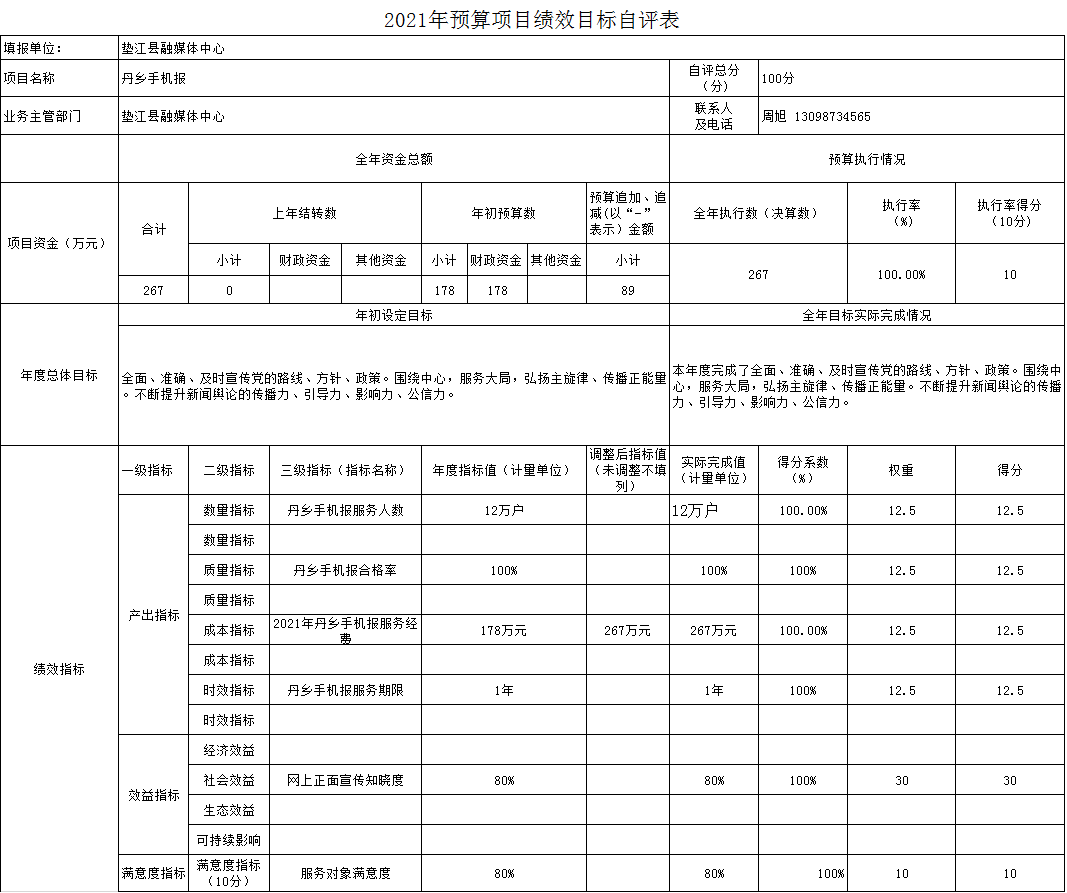 2021年预算项目绩效目标自评表
填报单位： 垫江县融媒体中心
项目名称 丹乡手机报 自评总分（分） 100分
业务主管部门 垫江县融媒体中心 联系人及电话 周旭 13098734565
全年资金总额 预算执行情况
项目资金（万元） 合计 上年结转数 年初预算数 预算追加、追减(以“-”表示）金额 全年执行数（决算数） 执行率（%） 执行率得分（10分）
小计 财政资金 其他资金 小计 财政资金 其他资金 小计 267 100.00% 10
267 0 178 178 89
年度总体目标 年初设定目标 全年目标实际完成情况
全面、准确、及时宣传党的路线、方针、政策。围绕中心，服务大局，弘扬主旋律、传播正能量
。不断提升新闻舆论的传播力、引导力、影响力、公信力。
本年度完成了全面、准确、及时宣传党的路线、方针、政策。围绕中
心，服务大局，弘扬主旋律、传播正能量。不断提升新闻舆论的传播
力、引导力、影响力、公信力。
绩效指标 一级指标 二级指标 三级指标（指标名称） 年度指标值（计量单位） 调整后指标值（未调整不填列） 实际完成值（计量单位） 得分系数（%） 权重 得分
产出指标 数量指标 丹乡手机报服务人数 12万户 12万户 100.00% 12.5 12.5
数量指标
质量指标 丹乡手机报合格率 100% 100% 100% 12.5 12.5
质量指标
成本指标 2021年丹乡手机报服务经费 178万元 267万元 267万元 100.00% 12.5 12.5
成本指标
时效指标 丹乡手机报服务期限 1年 1年 100% 12.5 12.5
时效指标
效益指标 经济效益
社会效益 网上正面宣传知晓度 80% 80% 100% 30 30
生态效益
可持续影响
满意度指标 满意度指标（10分） 服务对象满意度 80% 80% 100% 10 10